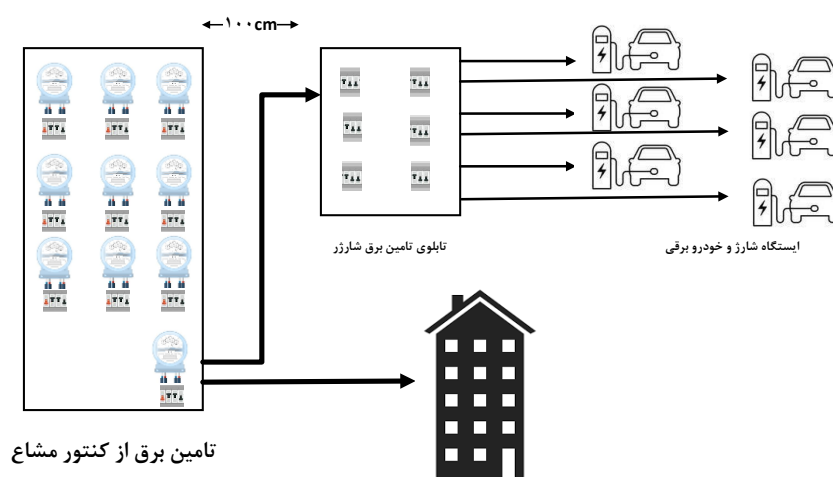 ۱۰۰cm
تابلوی تامین برق شارژر
ایستگاه شارژ و خودرو برقی
تامین برق از کنتور مشاع